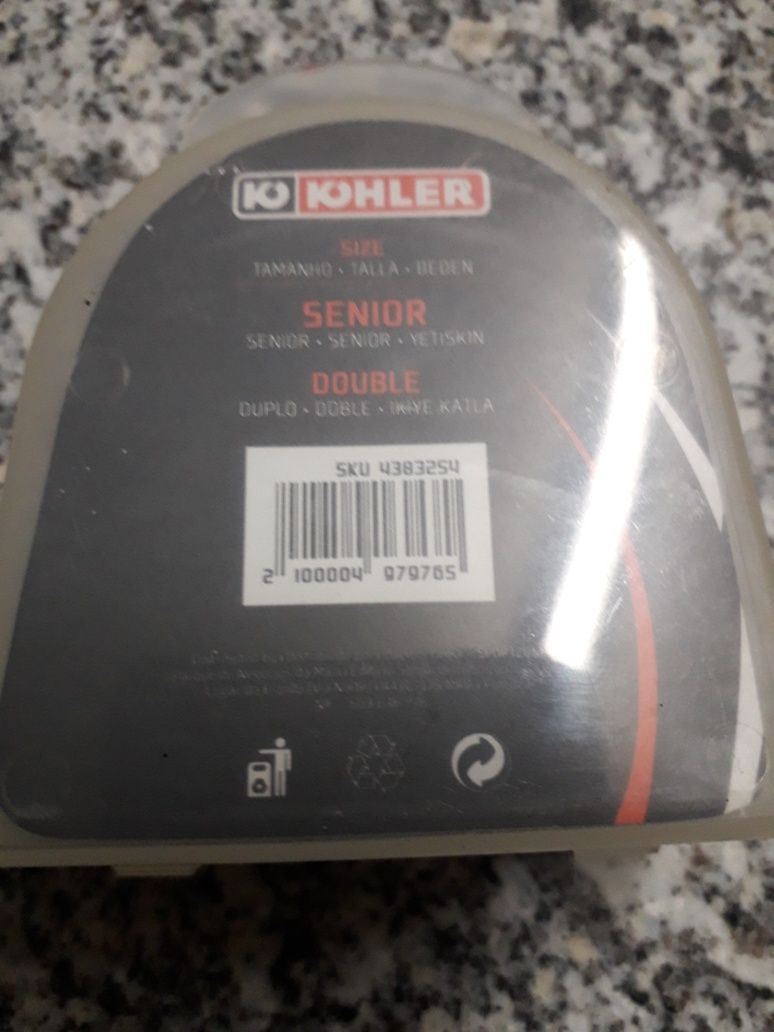 KO KOHLER
SIZE
TAMANHO • TALLA • BEDEN
SENIOR
SENIOR • SENIOR • YETISKIN
DOUBLE
DUPLO • DOBLE • IKIYE KATLA
SKU 4383254
2 100004 979765